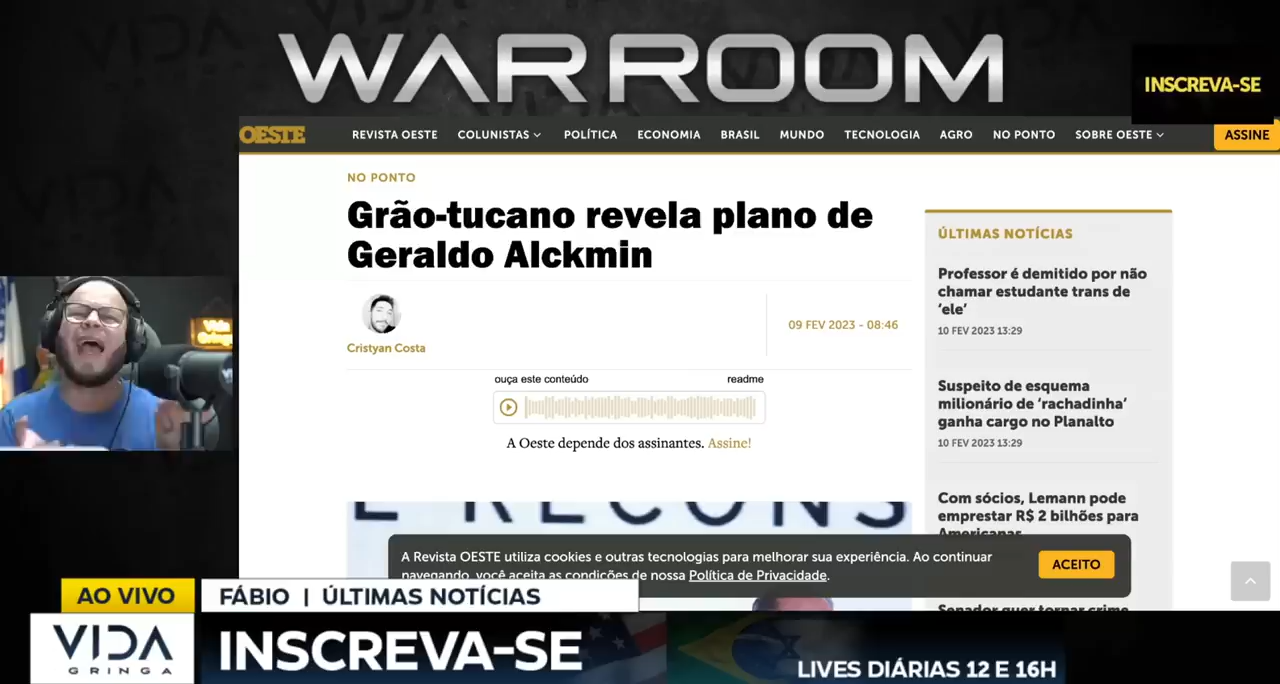 WARROOM
INSCREVA-SE
OESTE
REVISTA OESTE COLUNISTAS POLÍTICA ECONOMIA BRASIL MUNDO TECNOLOGIA AGRO NO PONTO SOBRE OESTE ASSINE
NO PONTO
Grão-tucano revela plano de
Geraldo Alckmin
Cristyan Costa
09 FEV 2023 - 08:46
ouça este conteúdo readme
A Oeste depende dos assinantes. Assine!
ÚLTIMAS NOTÍCIAS
Professor é demitido por não
chamar estudante trans de
‘ele’
10 FEV 2023 13:29
Suspeito de esquema
milionário de ‘rachadinha’
ganha cargo no Planalto
10 FEV 2023 13:29
Com sócios, Lemann pode
emprestar R$ 2 bilhões para
Americanas
Senador quer tornar crime
E RECONS
A Revista OESTE utiliza cookies e outras tecnologias para melhorar sua experiência. Ao continuar
navegando, você aceita as condições de nossa Política de Privacidade.
ACEITO
AO VIVO
FÁBIO | ÚLTIMAS NOTÍCIAS
VIDA
GRINGA
INSCREVA-SE
LIVES DIÁRIAS 12 E 16H